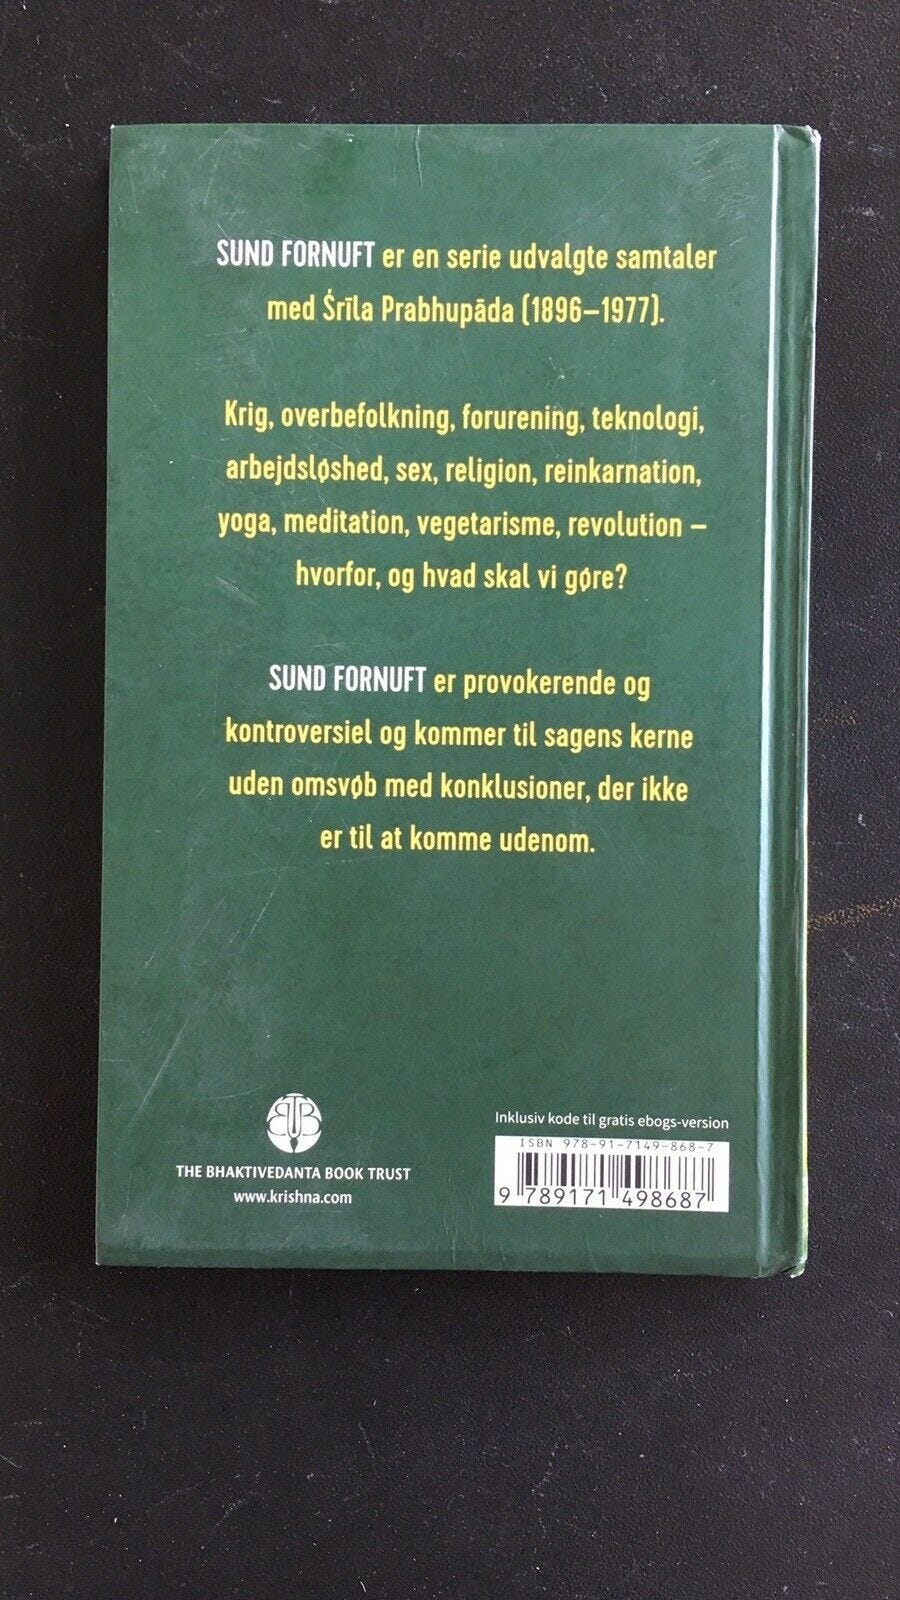 SUND FORNUFT er en serie udvalgte samtaler
med Śrīla Prabhupāda (1896–1977).
Krig, overbefolkning, forurening, teknologi,
arbejdsløshed, sex, religion, reinkarnation,
yoga, meditation, vegetarisme, revolution –
hvorfor, og hvad skal vi gøre?
SUND FORNUFT er provokerende og
kontroversiel og kommer til sagens kerne
uden omsvøb med konklusioner, der ikke
er til at komme udenom.
BTB
THE BHAKTIVEDANTA BOOK TRUST
www.krishna.com
Inklusiv kode til gratis ebogs-version
ISBN 978-91-7149-868-7
9 789171 498687